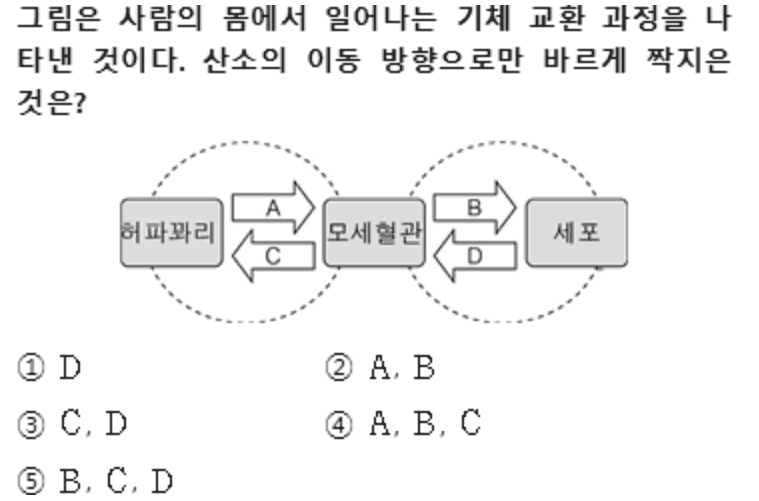 그림은 사람의 몸에서 일어나는 기체 교환 과정을 나
타낸 것이다. 산소의 이동 방향으로만 바르게 짝지은
것은?
A B
허파꽈리 모세혈관 세포
C D
① D ② A, B
③ C, D ④ A, B, C
⑤ B, C, D